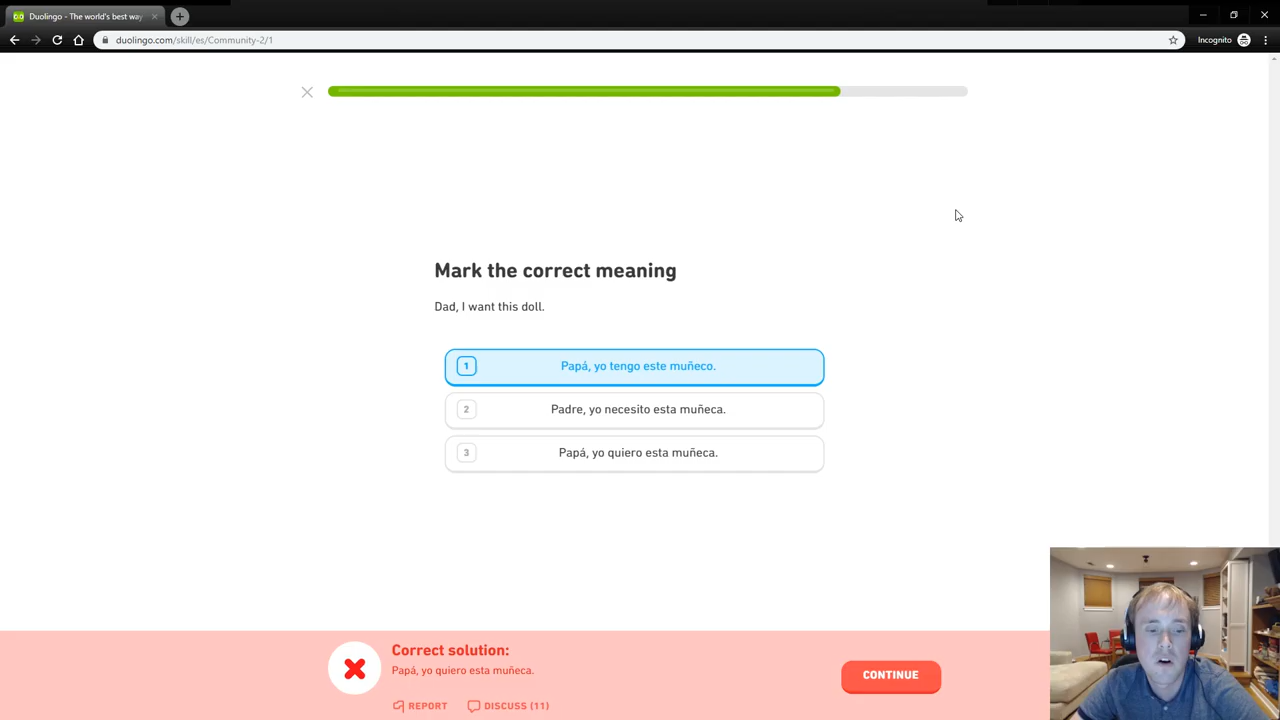 Duolingo - The world's best way
duolingo.com/skill/es/Community-2/1
Incognito
Mark the correct meaning
Dad, I want this doll.
1 Papá, yo tengo este muñeco.
2 Padre, yo necesito esta muñeca.
3 Papá, yo quiero esta muñeca.
Correct solution:
Papá, yo quiero esta muñeca.
CONTINUE
REPORT DISCUSS (11)